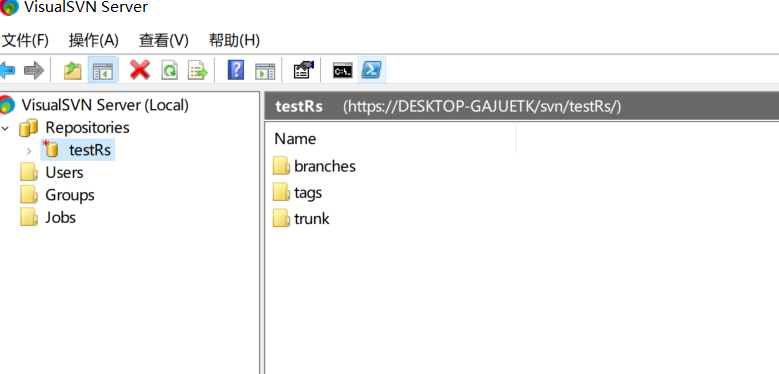 VisualSVN Server
文件(F) 操作(A) 查看(V) 帮助(H)
VisualSVN Server (Local)
Repositories
testRs
Users
Groups
Jobs
testRs (https://DESKTOP-GAJUETK/svn/testRs/)
Name
branches
tags
trunk